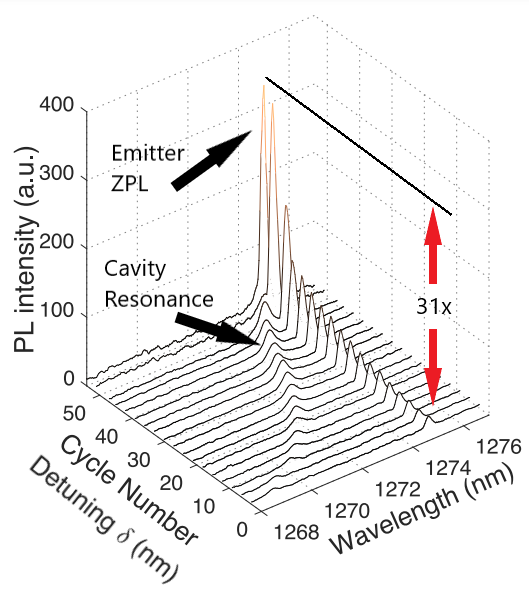 400
300
200
100
0
PL intensity (a.u.)
Emitter
ZPL
Cavity
Resonance
31x
50
40
30
20
10
0
Cycle Number
Detuning δ (nm)
1268
1270
1272
1274
1276
Wavelength (nm)